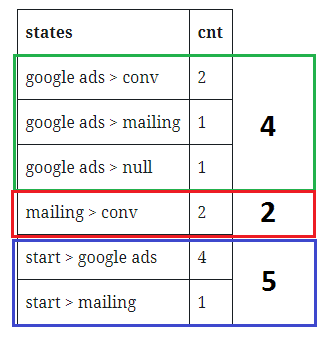 states cnt
google ads > conv 2
google ads > mailing 1
4
google ads > null 1
mailing > conv 2 2
start > google ads 4
5
start > mailing 1